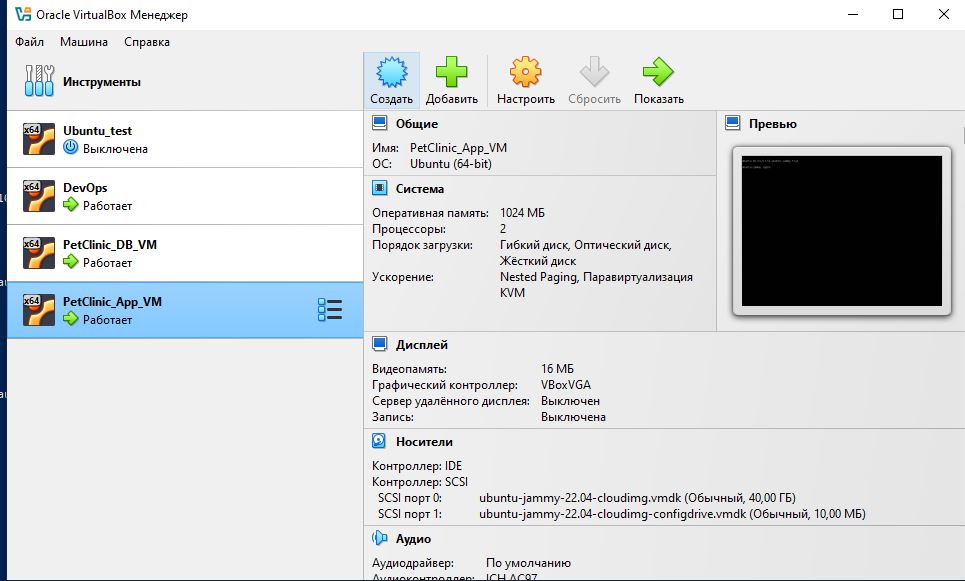 Oracle VirtualBox Менеджер
Файл Машина Справка
Инструменты
Создать Добавить Настроить Сбросить Показать
x64 Ubuntu_test
Выключена
x64 DevOps
Работает
x64 PetClinic_DB_VM
Работает
x64 PetClinic_App_VM
Работает
Общие
Имя: PetClinic_App_VM
ОС: Ubuntu (64-bit)
Превью
Система
Оперативная память: 1024 МБ
Процессоры: 2
Порядок загрузки: Гибкий диск, Оптический диск,
Жёсткий диск
Ускорение: Nested Paging, Паравиртуализация
KVM
Дисплей
Видеопамять: 16 МБ
Графический контроллер: VBoxVGA
Сервер удалённого дисплея: Выключен
Запись: Выключена
Носители
Контроллер: IDE
Контроллер: SCSI
SCSI порт 0: ubuntu-jammy-22.04-cloudimg.vmdk (Обычный, 40,00 ГБ)
SCSI порт 1: ubuntu-jammy-22.04-cloudimg-configdrive.vmdk (Обычный, 10,00 МБ)
Аудио
Аудиодрайвер: По умолчанию
Аудиоконтроллер: ICH AC97